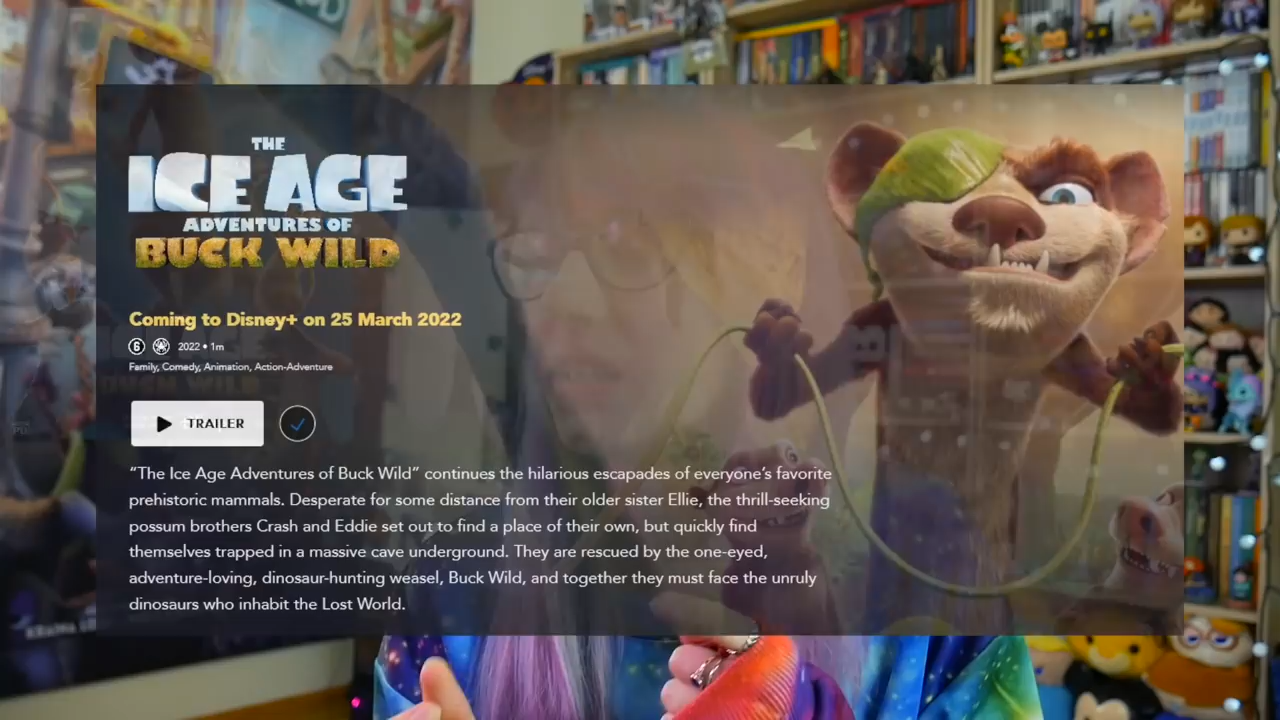 THE
ICE AGE
ADVENTURES OF
BUCK WILD
Coming to Disney+ on 25 March 2022
6 2022 • 1m
Family, Comedy, Animation, Action-Adventure
TRAILER
“The Ice Age Adventures of Buck Wild” continues the hilarious escapades of everyone’s favorite
prehistoric mammals. Desperate for some distance from their older sister Ellie, the thrill-seeking
possum brothers Crash and Eddie set out to find a place of their own, but quickly find
themselves trapped in a massive cave underground. They are rescued by the one-eyed,
adventure-loving, dinosaur-hunting weasel, Buck Wild, and together they must face the unruly
dinosaurs who inhabit the Lost World.